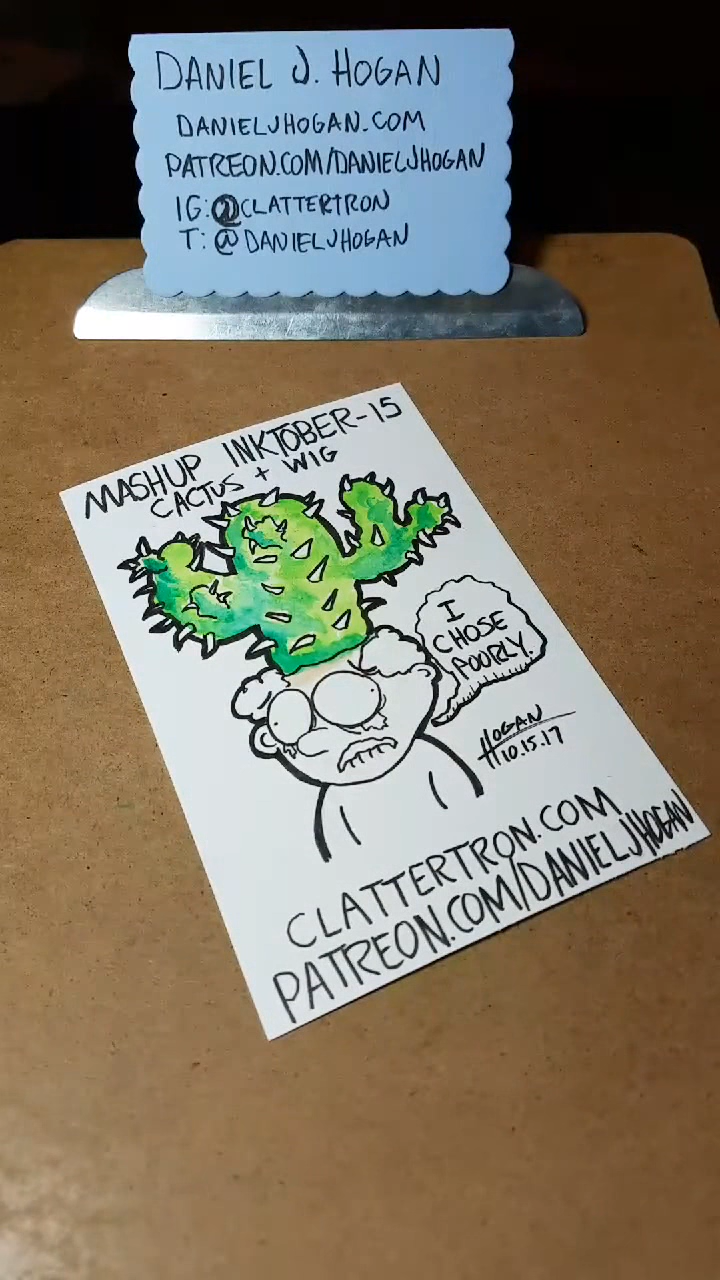 DANIEL J. HOGAN
DANIELJHOGAN.COM
PATREON.COM/DANIELJHOGAN
IG: @CLATTERTRON
T: @DANIELJHOGAN
MASHUP INKTOBER-15
CACTUS + WIG
I
CHOSE
POORLY.
HOGAN
10.15.17
CLATTERTRON.COM
PATREON.COM/DANIELJHOGAN